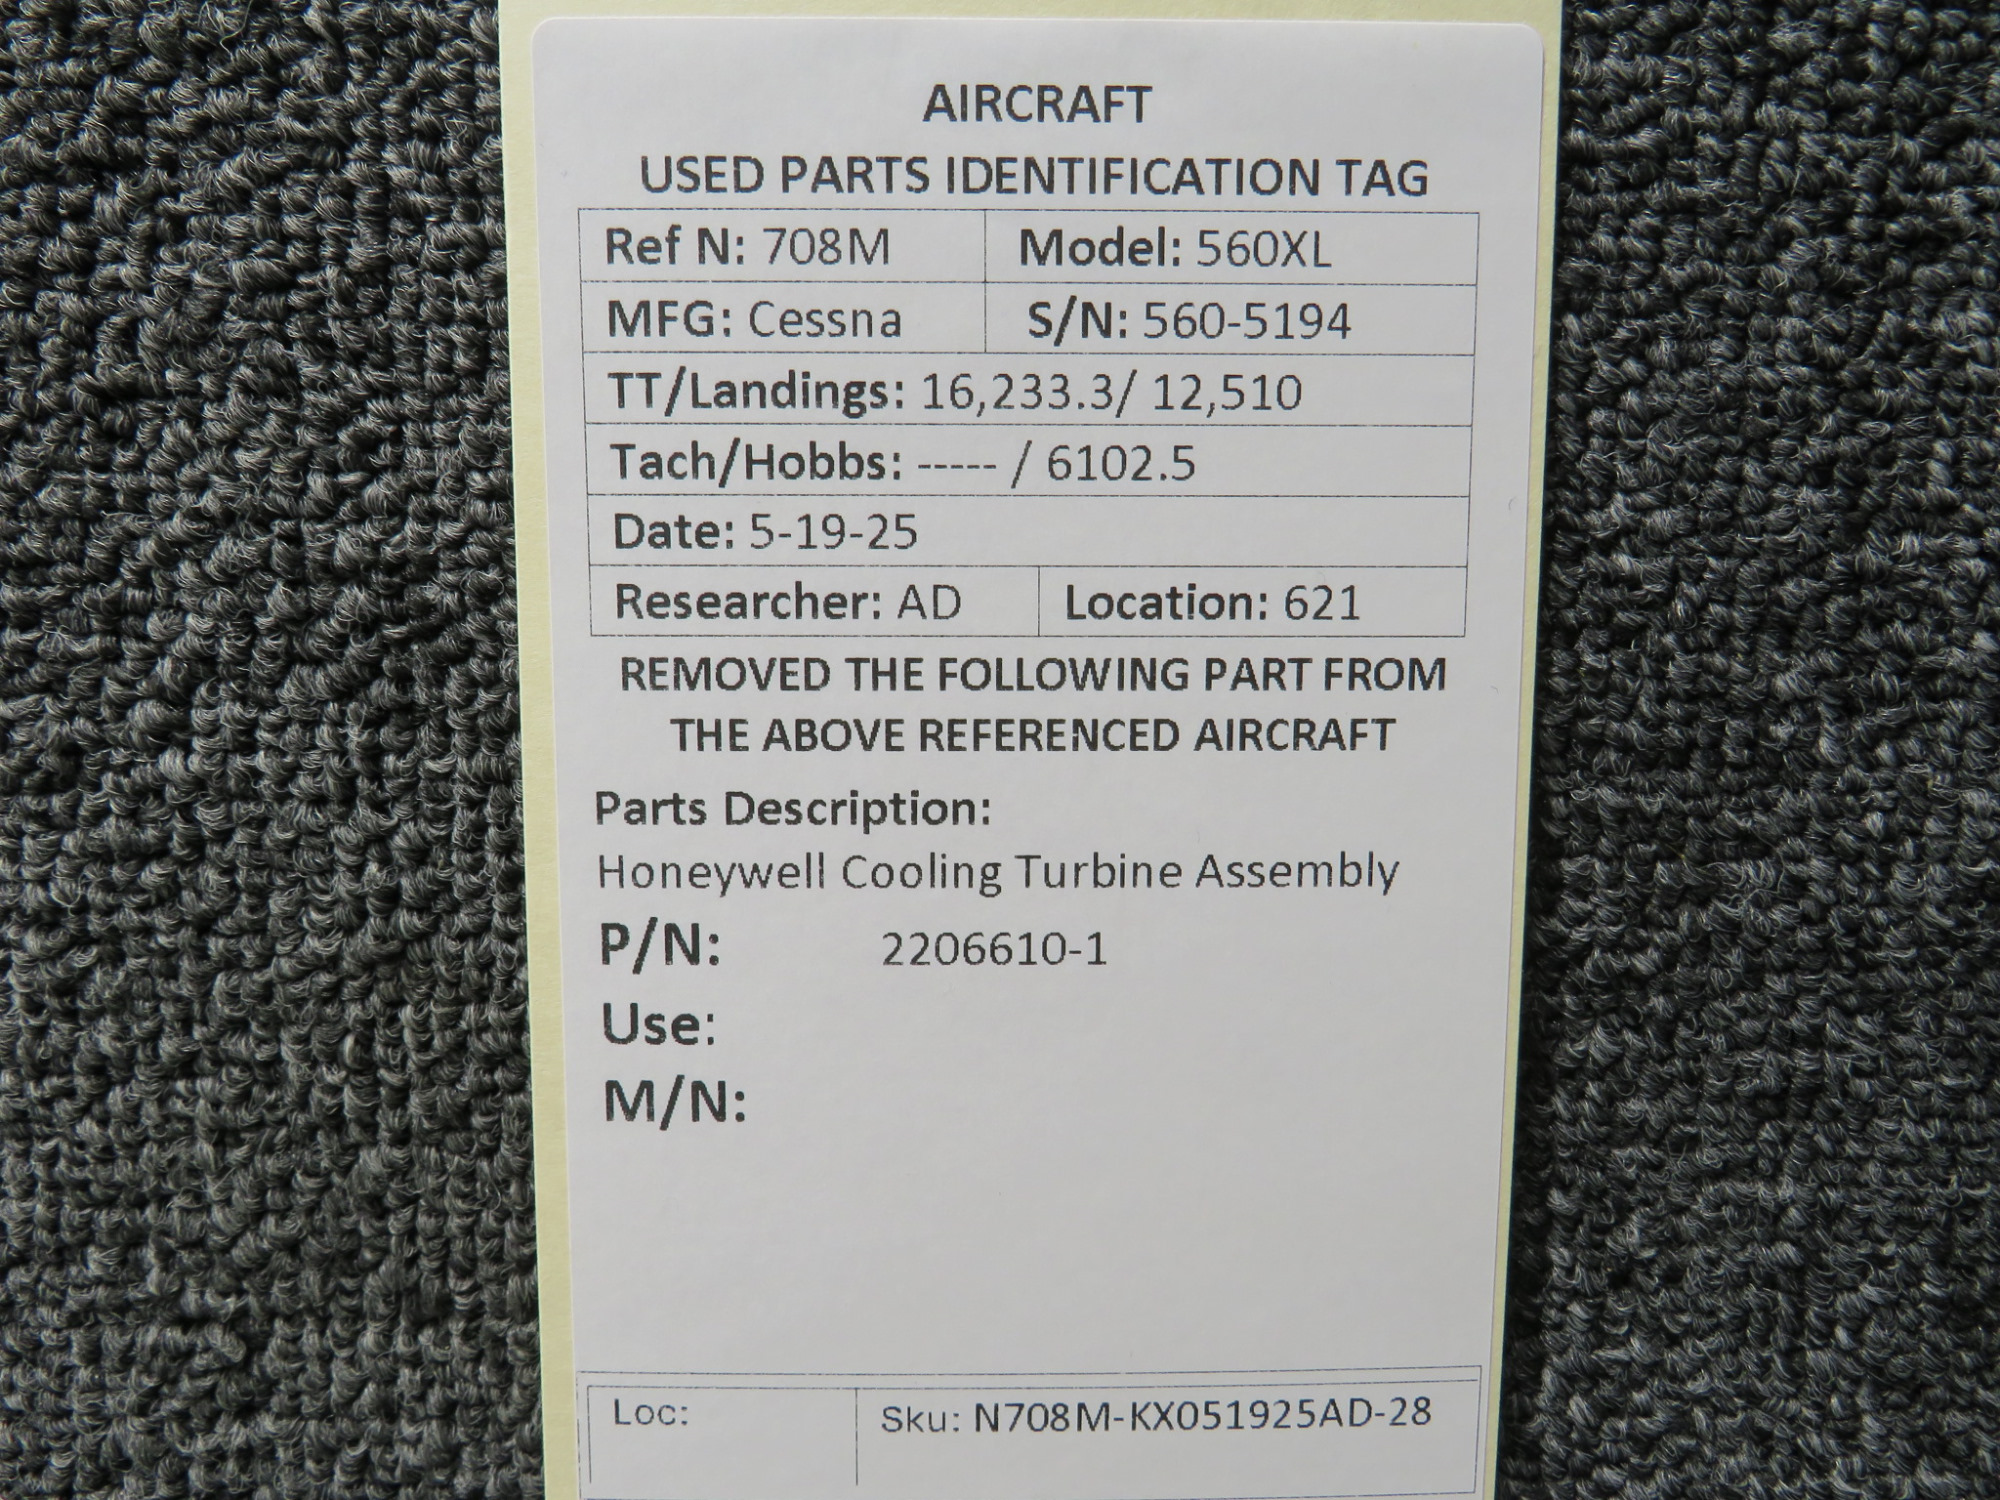 AIRCRAFT
USED PARTS IDENTIFICATION TAG
Ref N: 708M Model: 560XL
MFG: Cessna S/N: 560-5194
TT/Landings: 16,233.3/ 12,510
Tach/Hobbs: ----- / 6102.5
Date: 5-19-25
Researcher: AD Location: 621
REMOVED THE FOLLOWING PART FROM
THE ABOVE REFERENCED AIRCRAFT
Parts Description:
Honeywell Cooling Turbine Assembly
P/N: 2206610-1
Use:
M/N:
Loc: Sku: N708M-KX051925AD-28